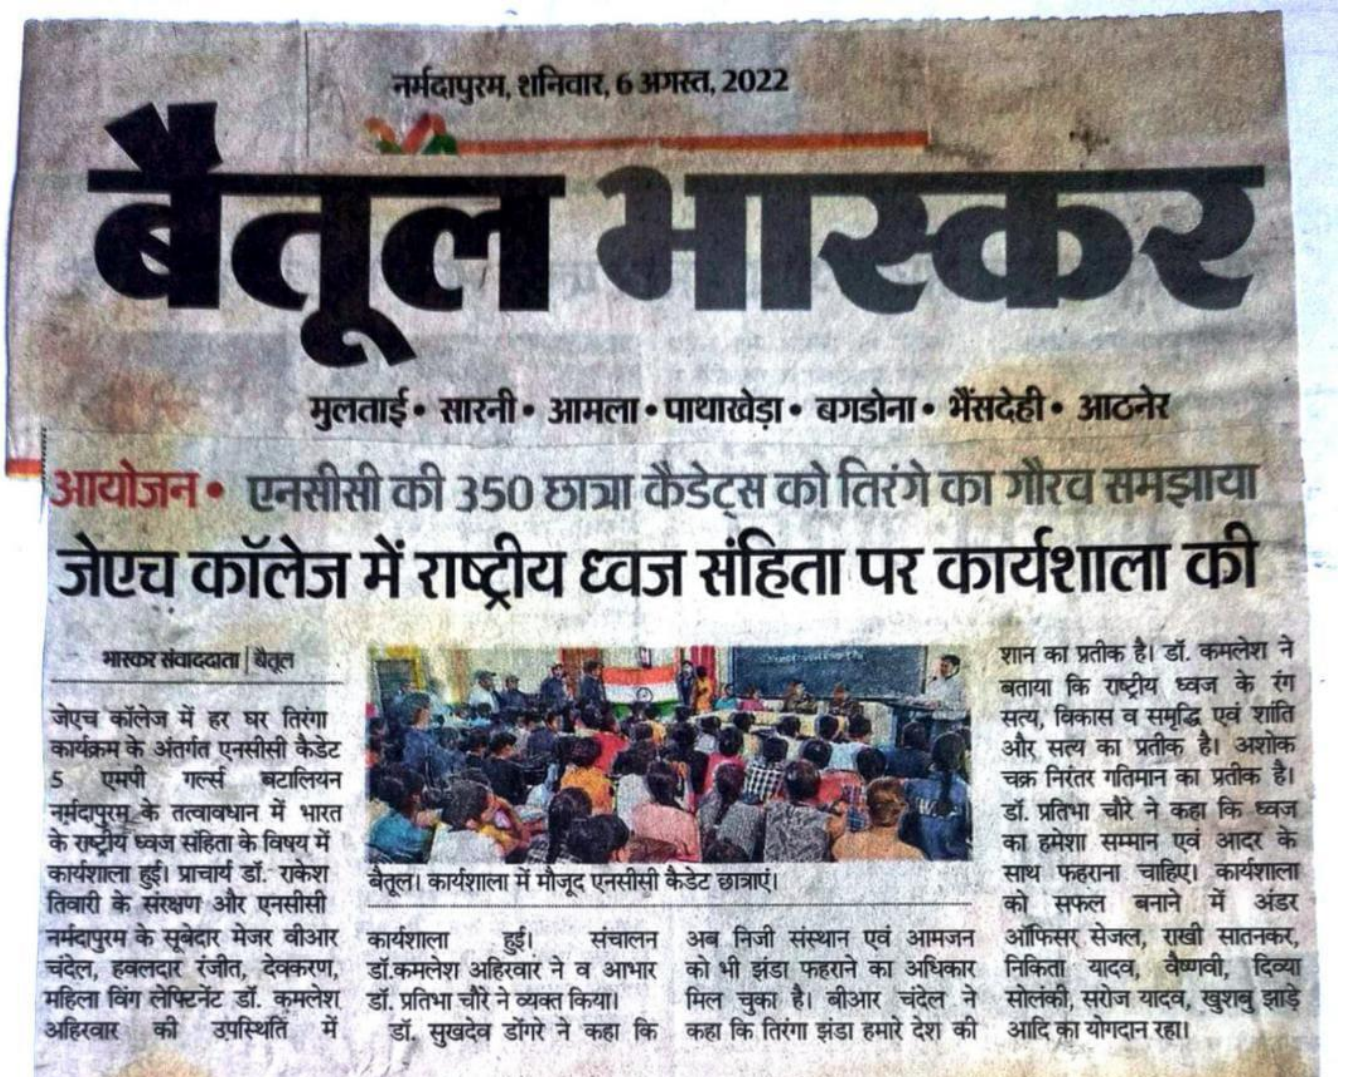 नर्मदापुरम, शनिवार, 6 अगस्त, 2022
बैतूल भास्कर
मुलताई • सारनी • आमला • पाथाखेड़ा • बगडोना • भैंसदेही • आठनेर
आयोजन • एनसीसी की 350 छात्रा कैडेट्स को तिरंगे का गौरव समझाया
जेएच कॉलेज में राष्ट्रीय ध्वज संहिता पर कार्यशाला की
भास्कर संवाददाता | बैतूल
जेएच कॉलेज में हर घर तिरंगा
कार्यक्रम के अंतर्गत एनसीसी कैडेट
5 एमपी गर्ल्स बटालियन
नर्मदापुरम के तत्वावधान में भारत
के राष्ट्रीय ध्वज संहिता के विषय में
कार्यशाला हुई। प्राचार्य डॉ. राकेश
तिवारी के संरक्षण और एनसीसी
नर्मदापुरम के सूबेदार मेजर वीआर
चंदेल, हवलदार रंजीत, देवकरण,
महिला विंग लेफ्टिनेंट डॉ. कमलेश
अहिरवार की उपस्थिति में
बैतूल। कार्यशाला में मौजूद एनसीसी कैडेट छात्राएं।
कार्यशाला हुई। संचालन
डॉ.कमलेश अहिरवार ने व आभार
डॉ. प्रतिभा चौरे ने व्यक्त किया।
डॉ. सुखदेव डोंगरे ने कहा कि
अब निजी संस्थान एवं आमजन
को भी झंडा फहराने का अधिकार
मिल चुका है। बीआर चंदेल ने
कहा कि तिरंगा झंडा हमारे देश की
शान का प्रतीक है। डॉ. कमलेश ने
बताया कि राष्ट्रीय ध्वज के रंग
सत्य, विकास व समृद्धि एवं शांति
और सत्य का प्रतीक है। अशोक
चक्र निरंतर गतिमान का प्रतीक है।
डॉ. प्रतिभा चौरे ने कहा कि ध्वज
का हमेशा सम्मान एवं आदर के
साथ फहराना चाहिए। कार्यशाला
को सफल बनाने में अंडर
ऑफिसर सेजल, राखी सातनकर,
निकिता यादव, वैष्णवी, दिव्या
सोलंकी, सरोज यादव, खुशबु झाड़े
आदि का योगदान रहा।